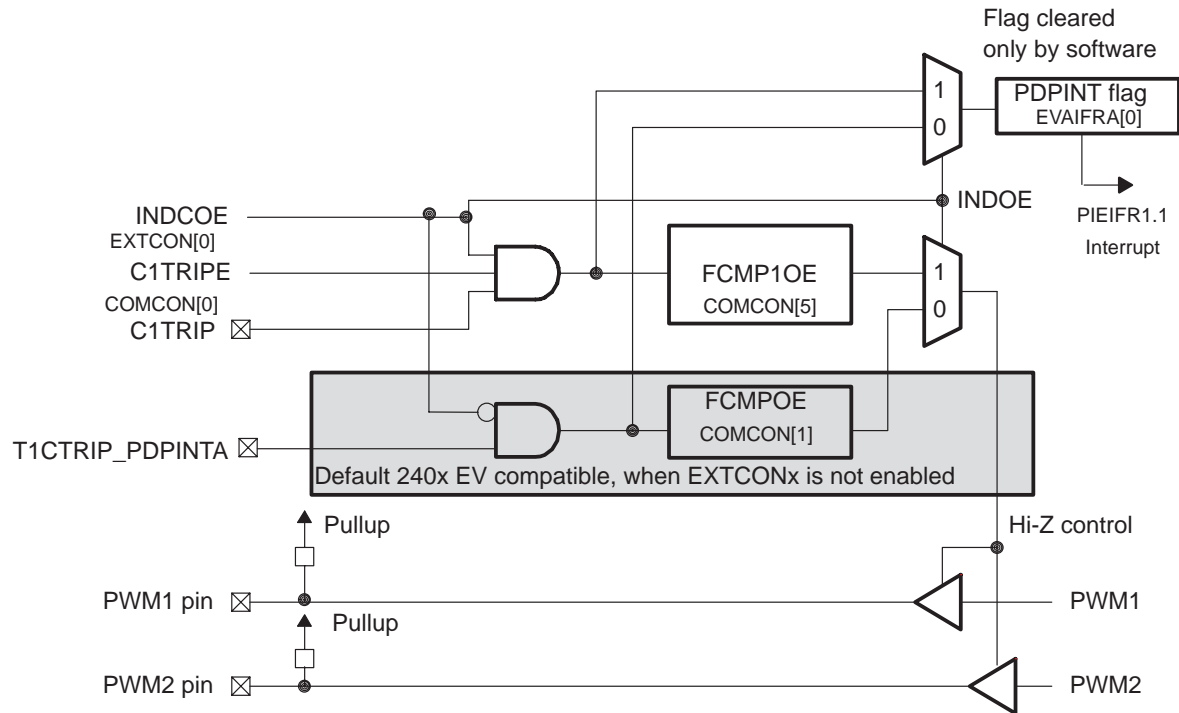 Flag cleared
only by software
1
0
PDPINT flag
EVAIFRA[0]
INDCOE
EXTCON[0]
INDOE
PIEIFR1.1
Interrupt
C1TRIPE
COMCON[0]
C1TRIP
FCMP1OE
COMCON[5]
1
0
FCMPOE
COMCON[1]
T1CTRIP_PDPINTA
Default 240x EV compatible, when EXTCONx is not enabled
Pullup
Hi-Z control
PWM1 pin
PWM1
Pullup
PWM2 pin
PWM2